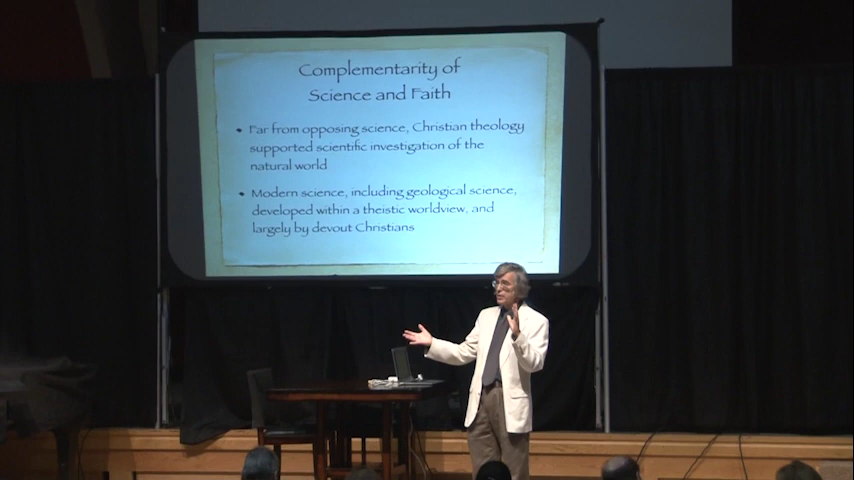 Complementarity of
Science and Faith
• Far from opposing science, Christian theology
supported scientific investigation of the
natural world
• Modern science, including geological science,
developed within a theistic worldview, and
largely by devout Christians